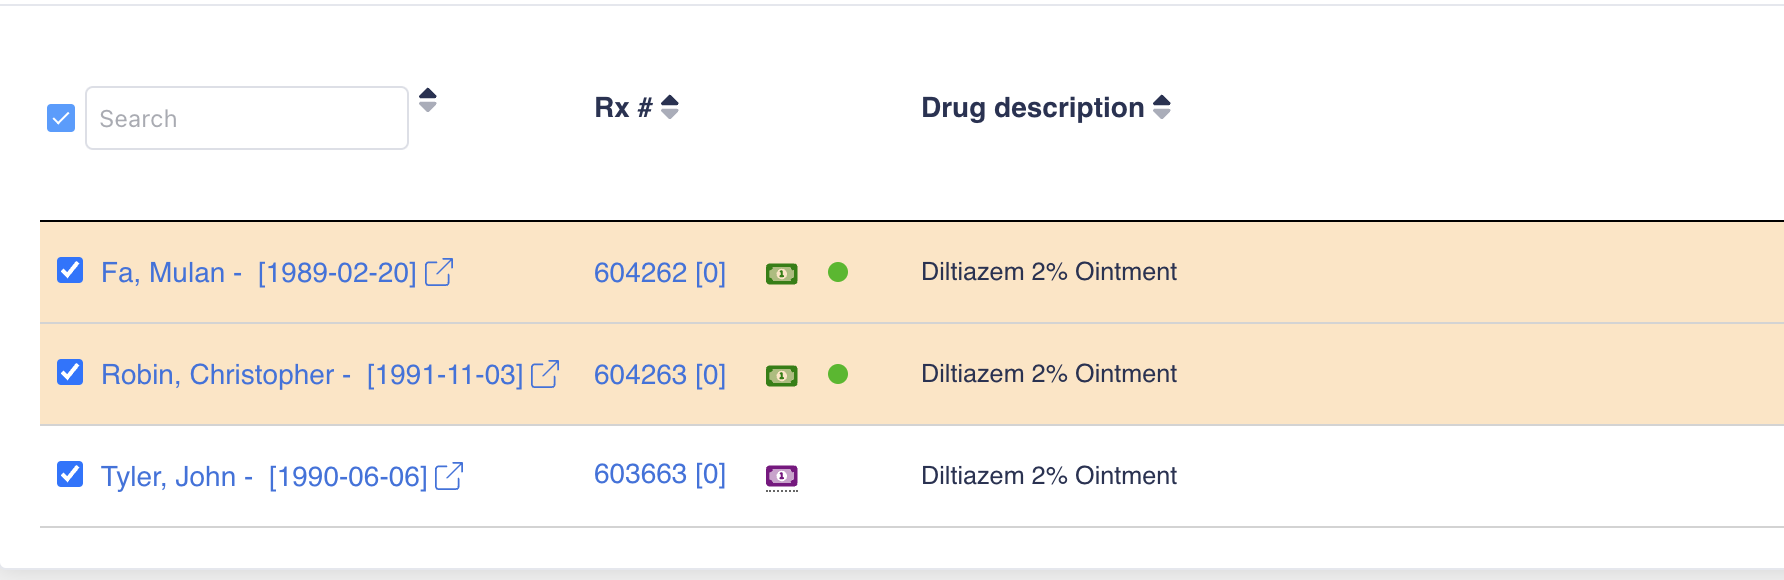 Search Rx # Drug description
Fa, Mulan - [1989-02-20] 604262 [0] 1 Diltiazem 2% Ointment
Robin, Christopher - [1991-11-03] 604263 [0] 1 Diltiazem 2% Ointment
Tyler, John - [1990-06-06] 603663 [0] 1 Diltiazem 2% Ointment